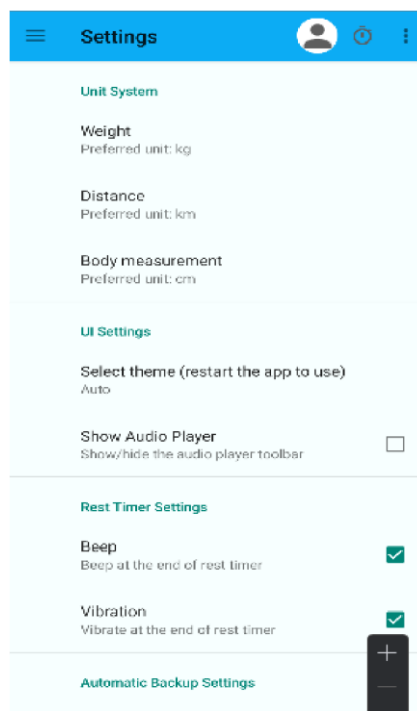 Settings
Unit System
Weight
Preferred unit: kg
Distance
Preferred unit: km
Body measurement
Preferred unit: cm
UI Settings
Select theme (restart the app to use)
Auto
Show Audio Player
Show/hide the audio player toolbar
Rest Timer Settings
Beep
Beep at the end of rest timer
Vibration
Vibrate at the end of rest timer
Automatic Backup Settings